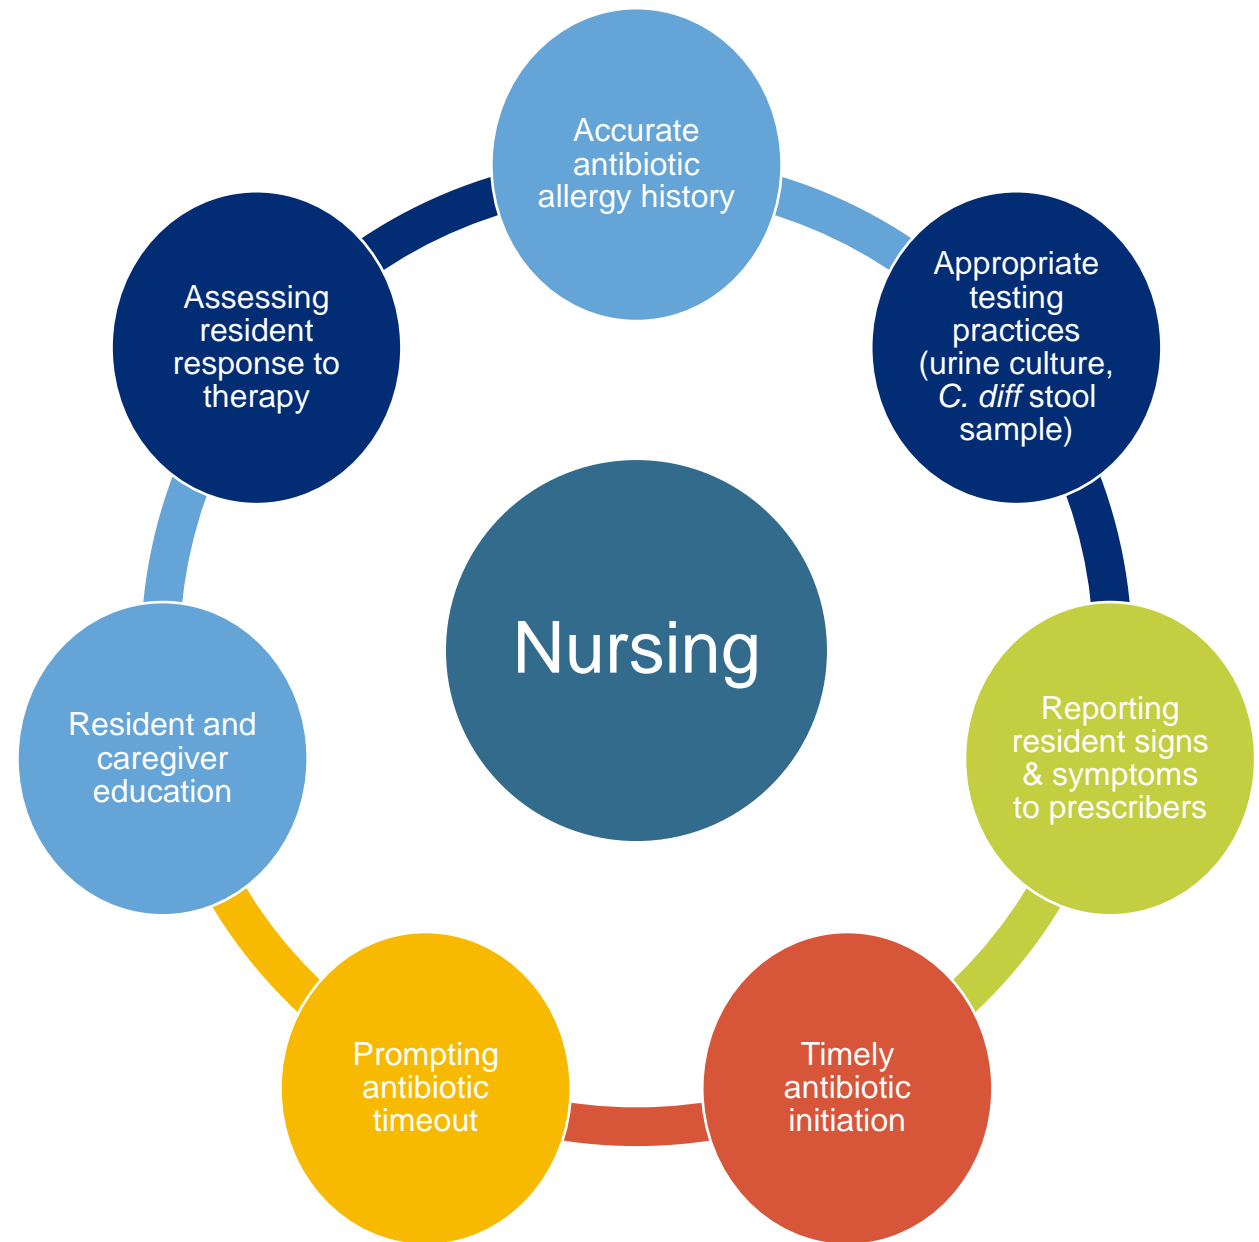 Accurate
antibiotic
allergy history
Appropriate
testing
practices
(urine culture,
C. diff stool
sample)
Reporting
resident signs
& symptoms
to prescribers
Timely
antibiotic
initiation
Prompting
antibiotic
timeout
Resident and
caregiver
education
Assessing
resident
response to
therapy
Nursing